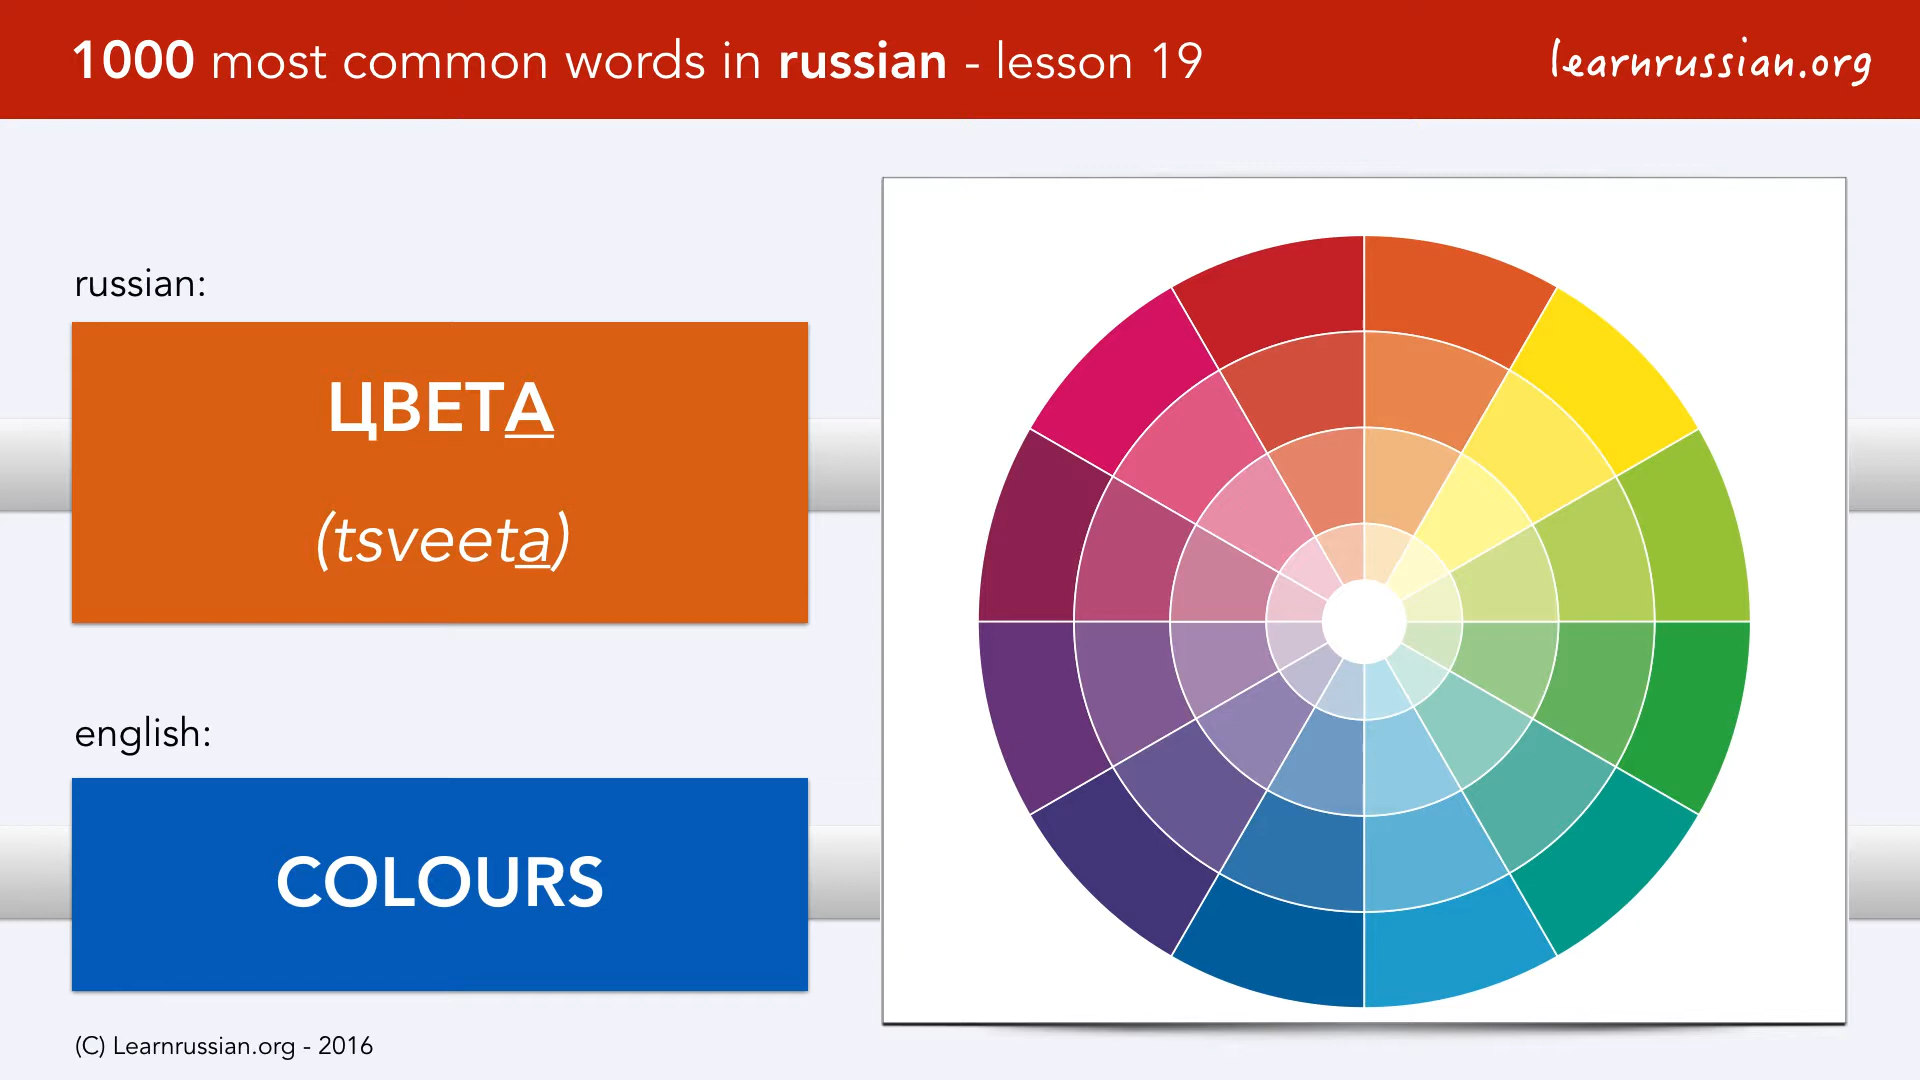 1000 most common words in russian - lesson 19
learnrussian.org
russian:
ЦВЕТА
(tsveeta)
english:
COLOURS
(C) Learnrussian.org - 2016